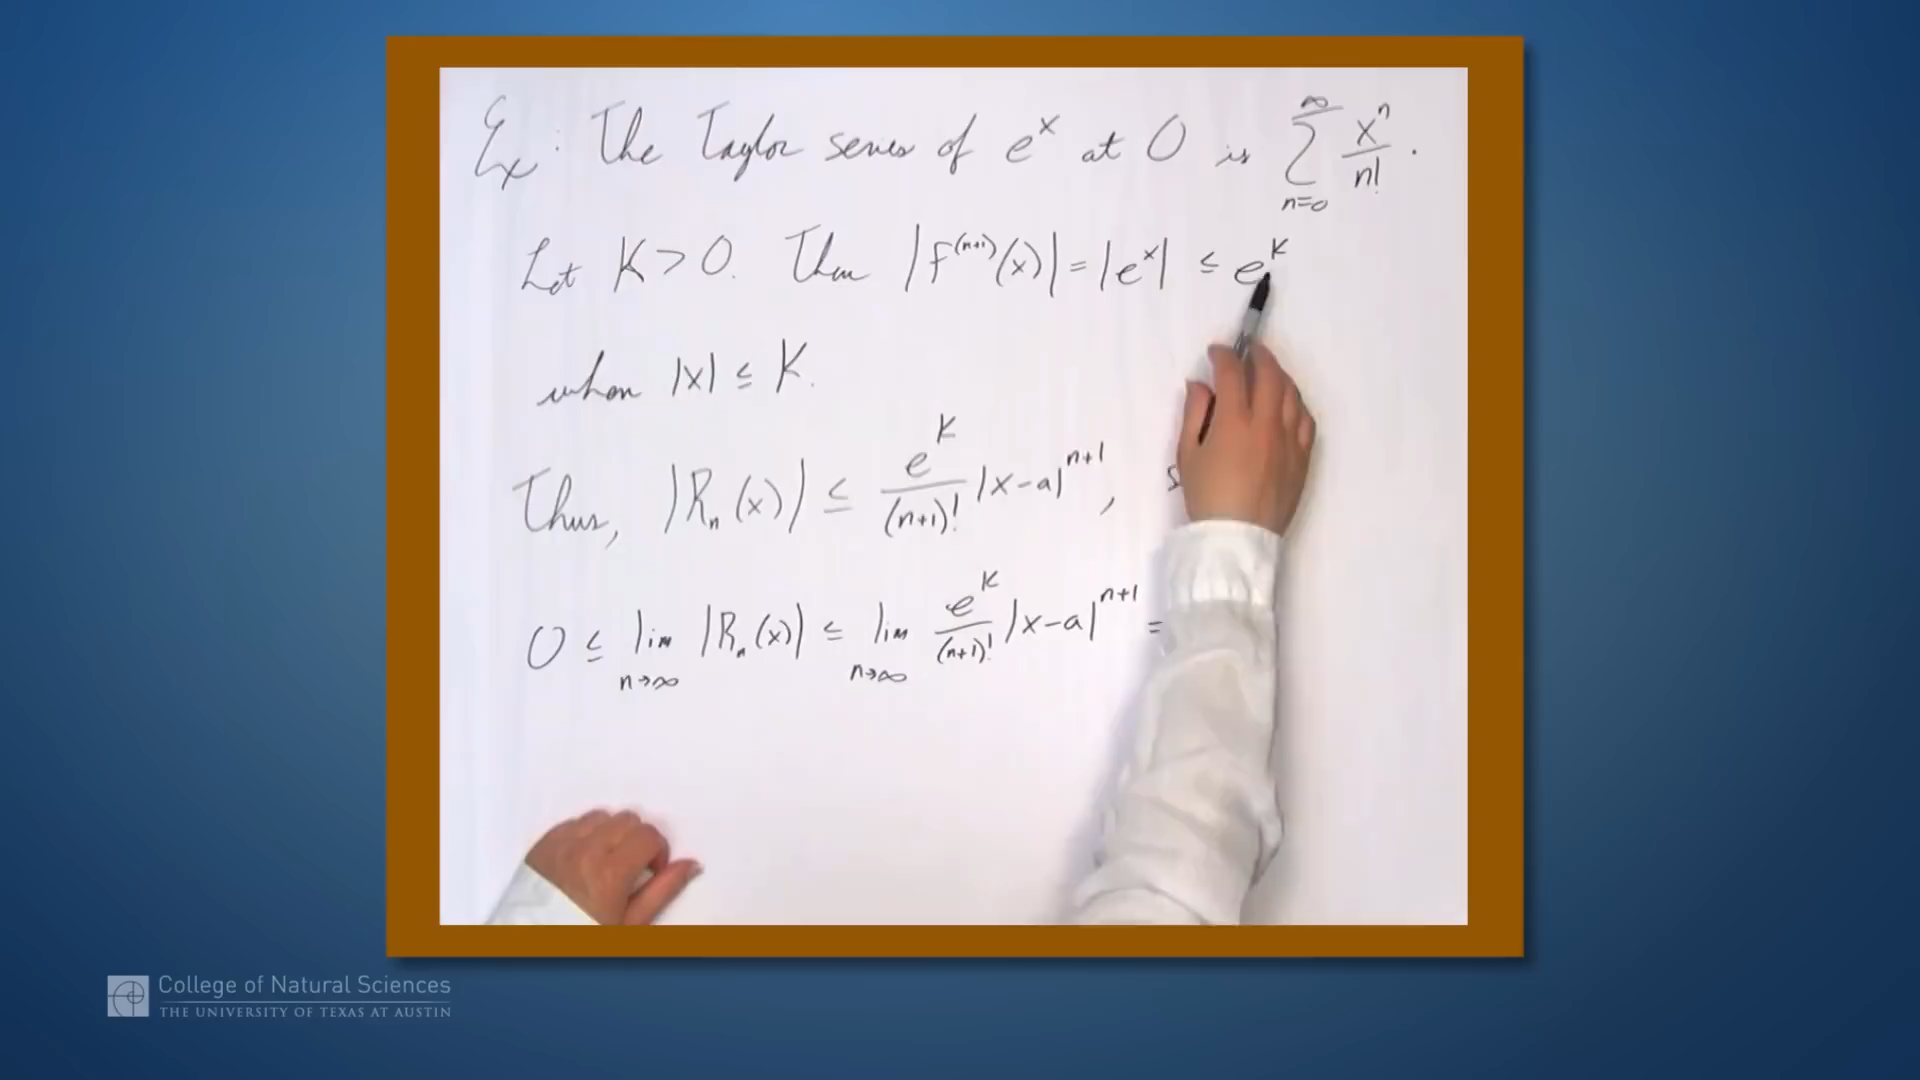 Ex: The Taylor series of e^x at 0 is ∑_{n=0}^{∞} x^n/n! .
Let K > 0. Then |f^(n+1)(x)| = |e^x| ≤ e^K
when |x| ≤ K.
Thus, |R_n(x)| ≤ e^K/(n+1)! |x-a|^{n+1}, s
0 ≤ lim_{n→∞} |R_n(x)| ≤ lim_{n→∞} e^K/(n+1)! |x-a|^{n+1} =
College of Natural Sciences
THE UNIVERSITY OF TEXAS AT AUSTIN